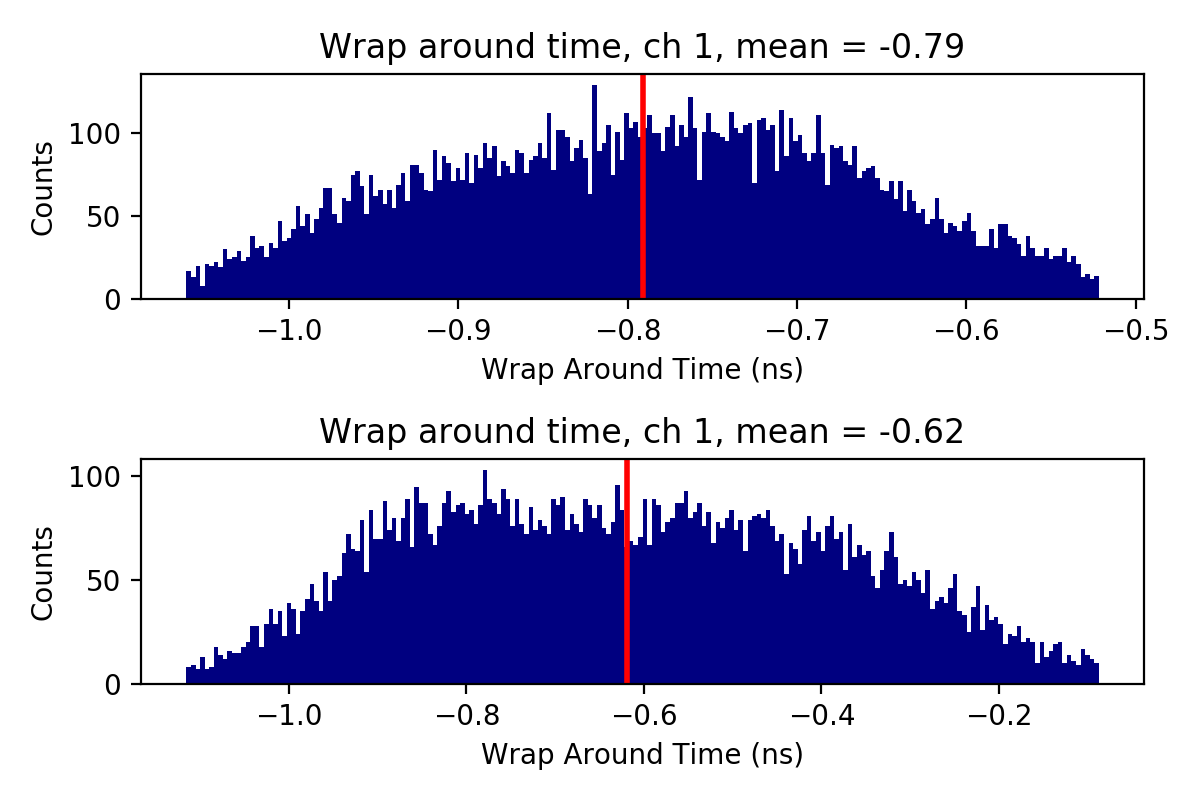 Wrap around time, ch 1, mean = -0.79
100
50
0
Counts
−1.0 −0.9 −0.8 −0.7 −0.6 −0.5
Wrap Around Time (ns)
Wrap around time, ch 1, mean = -0.62
100
50
0
Counts
−1.0 −0.8 −0.6 −0.4 −0.2
Wrap Around Time (ns)